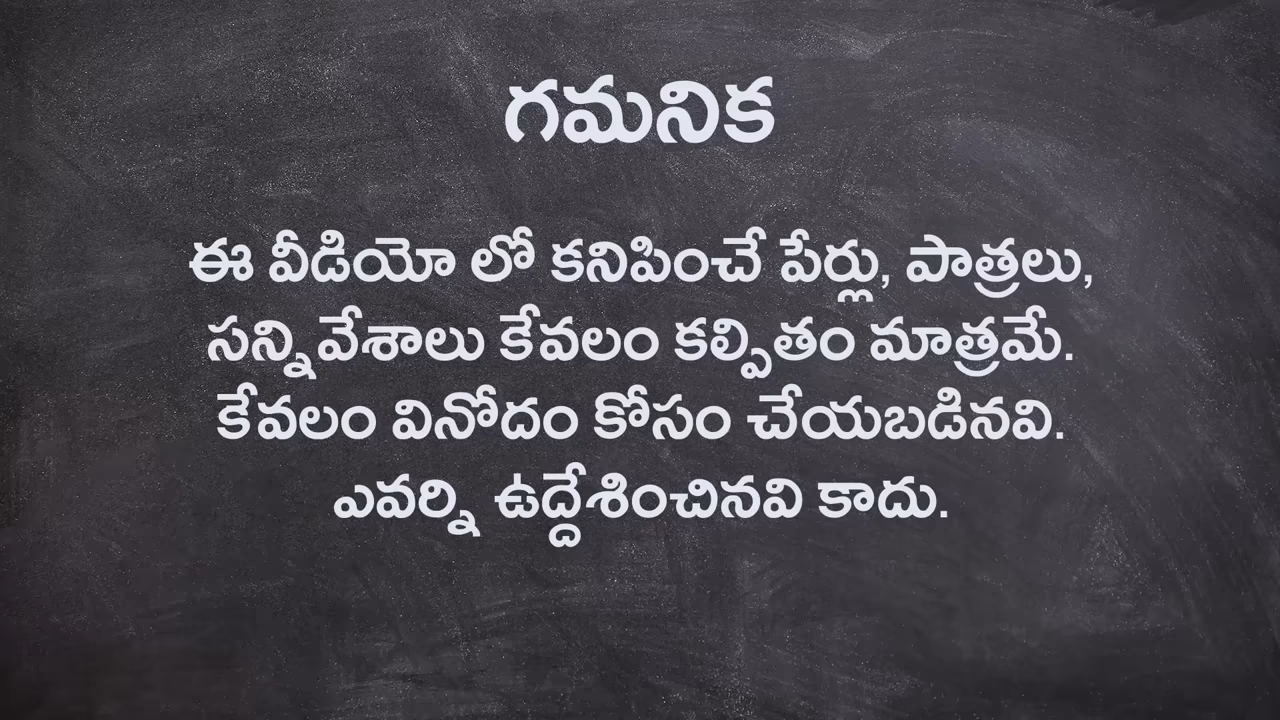 గమనిక
ఈ వీడియో లో కనిపించే పేర్లు, పాత్రలు,
సన్నివేశాలు కేవలం కల్పితం మాత్రమే.
కేవలం వినోదం కోసం చేయబడినవి.
ఎవర్ని ఉద్దేశించినవి కాదు.